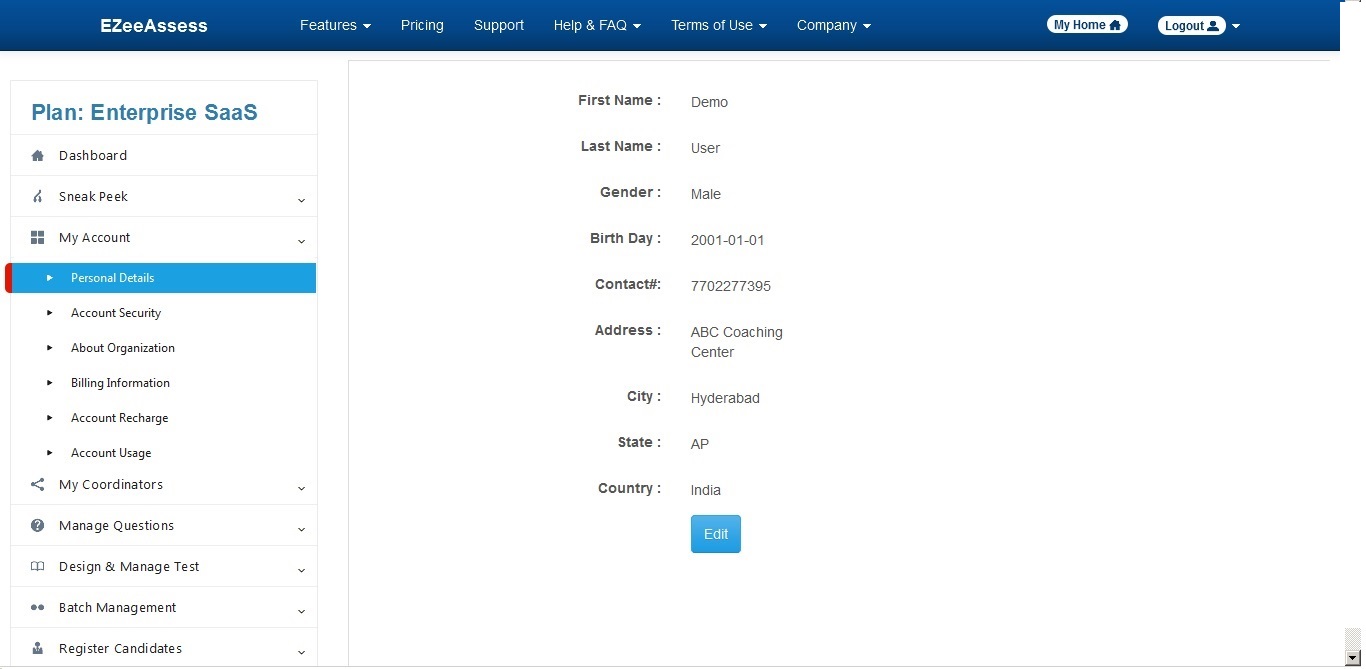 EZeeAssess Features Pricing Support Help & FAQ Terms of Use Company My Home Logout
Plan: Enterprise SaaS
Dashboard
Sneak Peek
My Account
Personal Details
Account Security
About Organization
Billing Information
Account Recharge
Account Usage
My Coordinators
Manage Questions
Design & Manage Test
Batch Management
Register Candidates
First Name : Demo
Last Name : User
Gender : Male
Birth Day : 2001-01-01
Contact#: 7702277395
Address : ABC Coaching
Center
City : Hyderabad
State : AP
Country : India
Edit